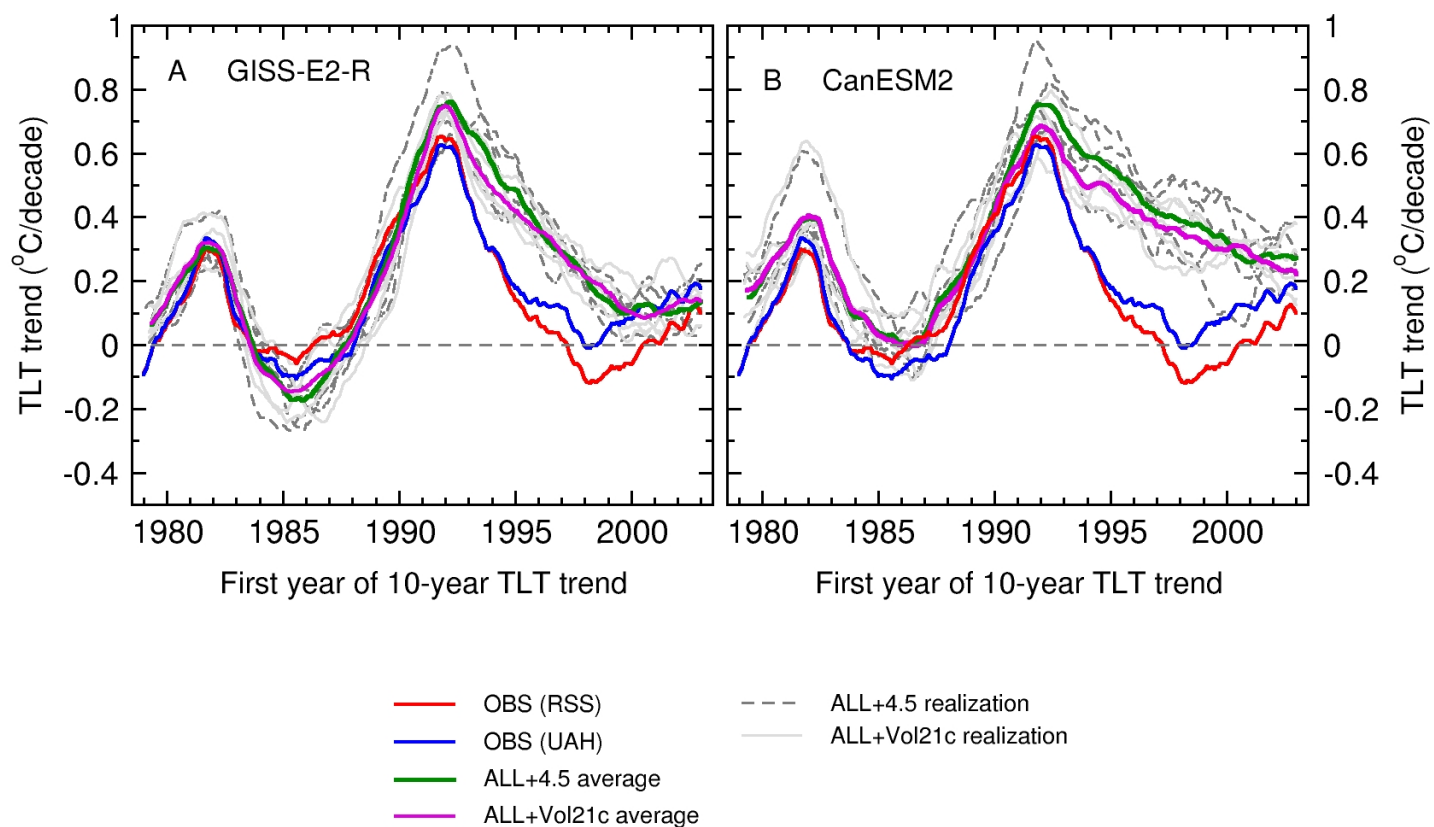 A GISS-E2-R
B CanESM2
TLT trend (°C/decade)
1
0.8
0.6
0.4
0.2
0
-0.2
-0.4
1980 1985 1990 1995 2000
First year of 10-year TLT trend
1980 1985 1990 1995 2000
First year of 10-year TLT trend
1
0.8
0.6
0.4
0.2
0
-0.2
-0.4
TLT trend (°C/decade)
OBS (RSS)
OBS (UAH)
ALL+4.5 average
ALL+Vol21c average
ALL+4.5 realization
ALL+Vol21c realization